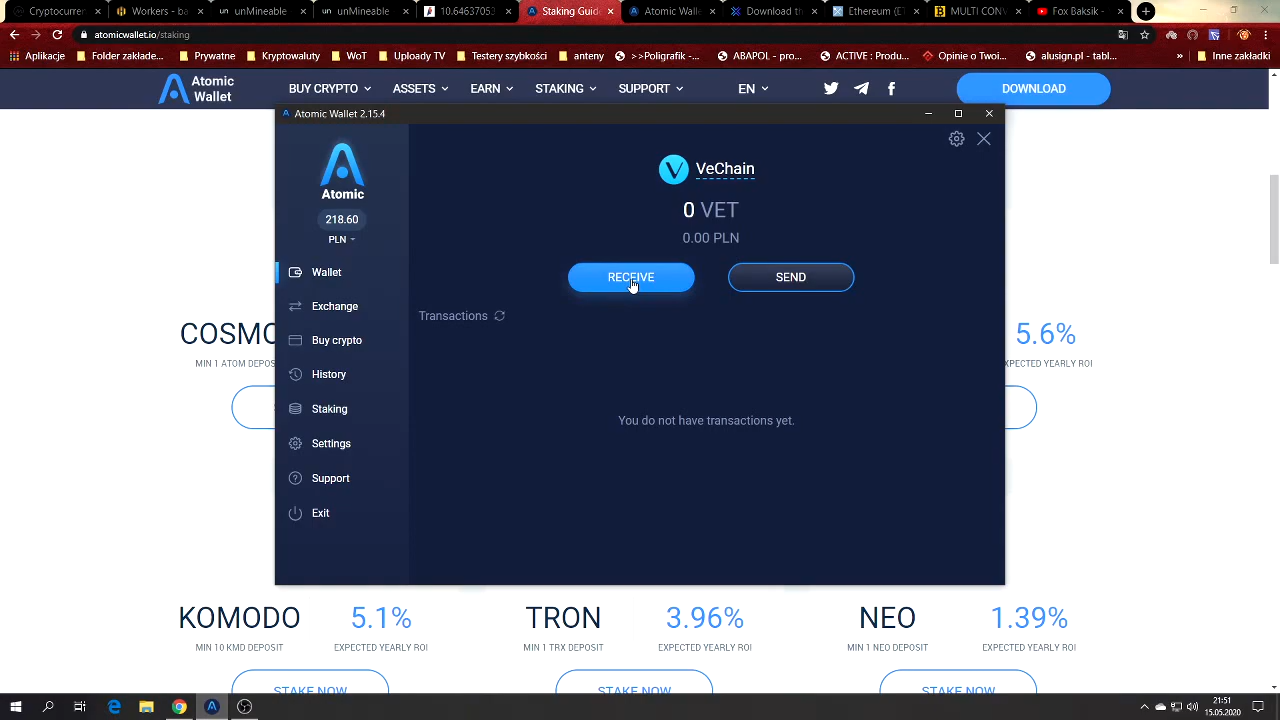 Cryptocurren
Workers - ba
unMineable
unMineable
10.64637053
Staking Guid
Atomic Wall
Download th
Ethereum (ET
MULTI CONV
Fox Baksik -
atomicwallet.io/staking
Aplikacje
Folder zakładek...
Prywatne
Kryptowaluty
WoT
Uploady TV
Testery szybkości
anteny
>>Poligrafik -...
ABAPOL - pro...
ACTIVE : Produ...
Opinie o Twoi...
alusign.pl - tabl...
»
Inne zakładki
Atomic
Wallet
BUY CRYPTO
ASSETS
EARN
STAKING
SUPPORT
EN
DOWNLOAD
Atomic Wallet 2.15.4
Atomic
218.60
PLN
Wallet
Exchange
Buy crypto
History
Staking
Settings
Support
Exit
VeChain
0 VET
0.00 PLN
RECEIVE
SEND
Transactions
You do not have transactions yet.
COSMO
MIN 1 ATOM DEPOS
5.6%
XPECTED YEARLY ROI
KOMODO
5.1%
TRON
3.96%
NEO
1.39%
MIN 10 KMD DEPOSIT
EXPECTED YEARLY ROI
MIN 1 TRX DEPOSIT
EXPECTED YEARLY ROI
MIN 1 NEO DEPOSIT
EXPECTED YEARLY ROI
STAKE NOW
STAKE NOW
STAKE NOW
21:51
15.05.2020